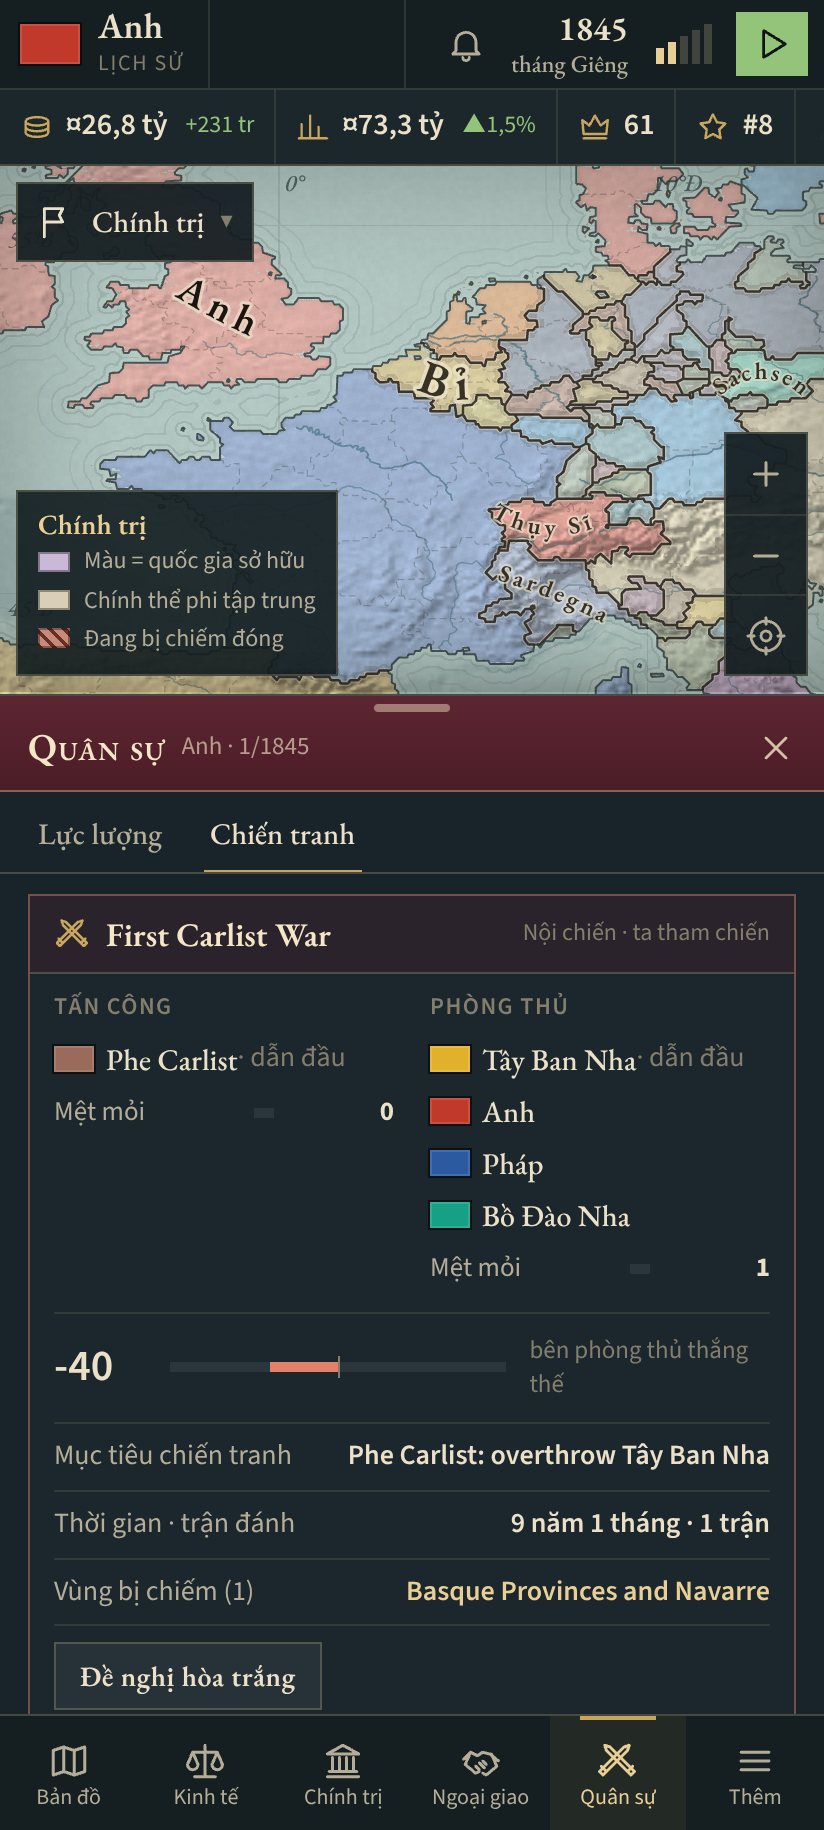 Anh
LỊCH SỬ
1845
tháng Giêng
¤26,8 tỷ +231 tr
¤73,3 tỷ ▲1,5%
61
#8
Chính trị ▼
0°
10°Đ
Anh
Bỉ
Sachsen
Thụy Sĩ
Sardegna
Chính trị
Màu = quốc gia sở hữu
Chính thể phi tập trung
Đang bị chiếm đóng
QUÂN SỰ Anh · 1/1845
Lực lượng
Chiến tranh
First Carlist War
Nội chiến · ta tham chiến
TẤN CÔNG
Phe Carlist · dẫn đầu
Mệt mỏi 0
PHÒNG THỦ
Tây Ban Nha · dẫn đầu
Anh
Pháp
Bồ Đào Nha
Mệt mỏi 1
-40
bên phòng thủ thắng
thế
Mục tiêu chiến tranh Phe Carlist: overthrow Tây Ban Nha
Thời gian · trận đánh 9 năm 1 tháng · 1 trận
Vùng bị chiếm (1) Basque Provinces and Navarre
Đề nghị hòa trắng
Bản đồ
Kinh tế
Chính trị
Ngoại giao
Quân sự
Thêm